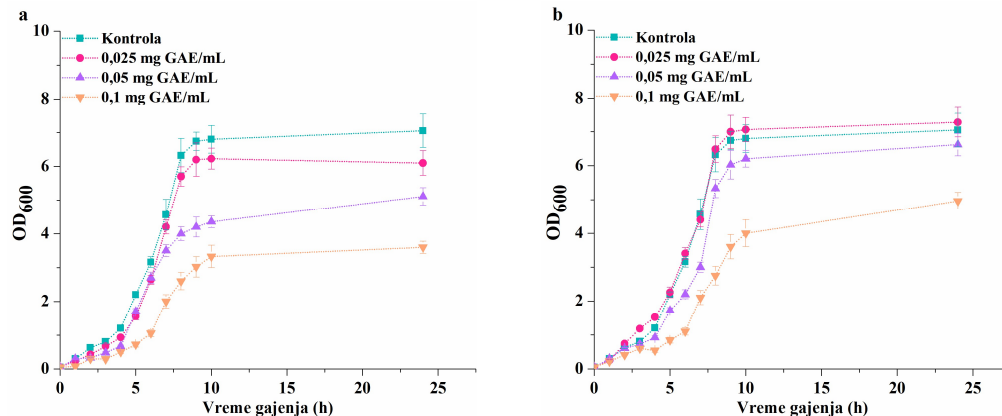 a
10
8
6
4
2
0
OD600
Kontrola
0,025 mg GAE/mL
0,05 mg GAE/mL
0,1 mg GAE/mL
0 5 10 15 20 25
Vreme gajenja (h)
b
10
8
6
4
2
0
OD600
Kontrola
0,025 mg GAE/mL
0,05 mg GAE/mL
0,1 mg GAE/mL
0 5 10 15 20 25
Vreme gajenja (h)